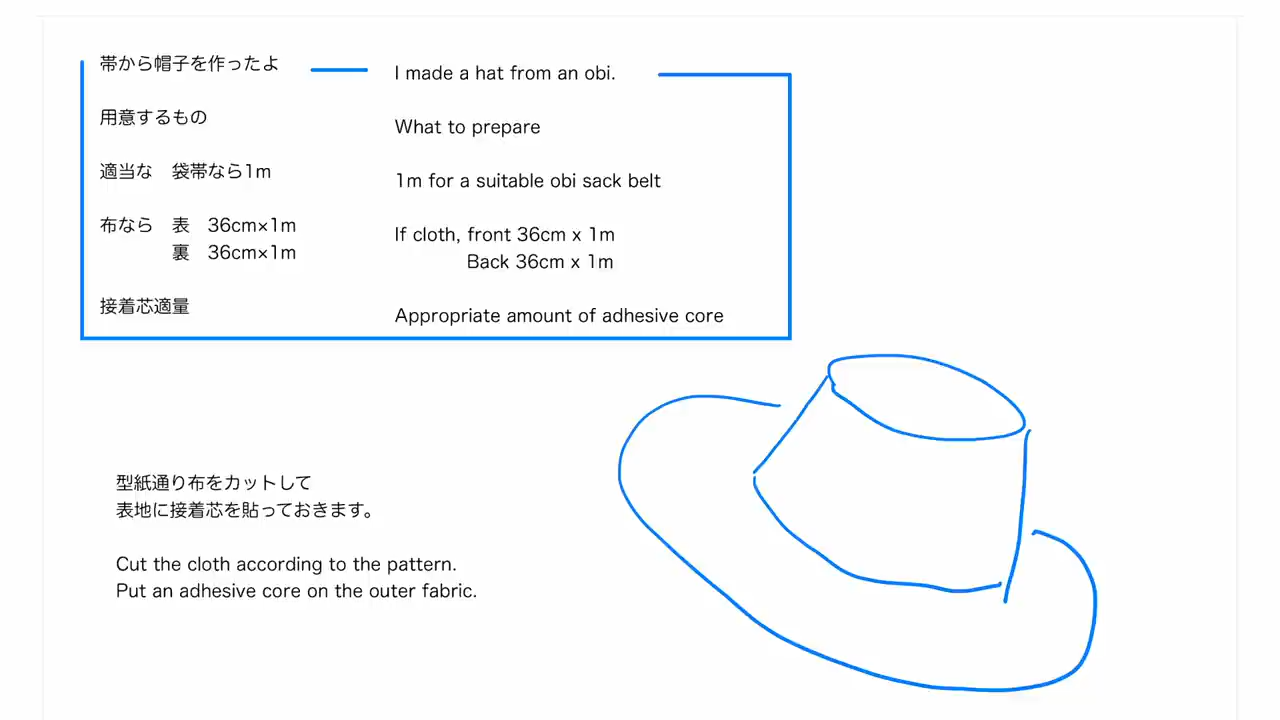 帯から帽子を作ったよ
I made a hat from an obi.
用意するもの
What to prepare
適当な　袋帯なら1m
1m for a suitable obi sack belt
布なら　表　36cm×1m
裏　36cm×1m
If cloth, front 36cm x 1m
Back 36cm x 1m
接着芯適量
Appropriate amount of adhesive core
型紙通り布をカットして
表地に接着芯を貼っておきます。
Cut the cloth according to the pattern.
Put an adhesive core on the outer fabric.